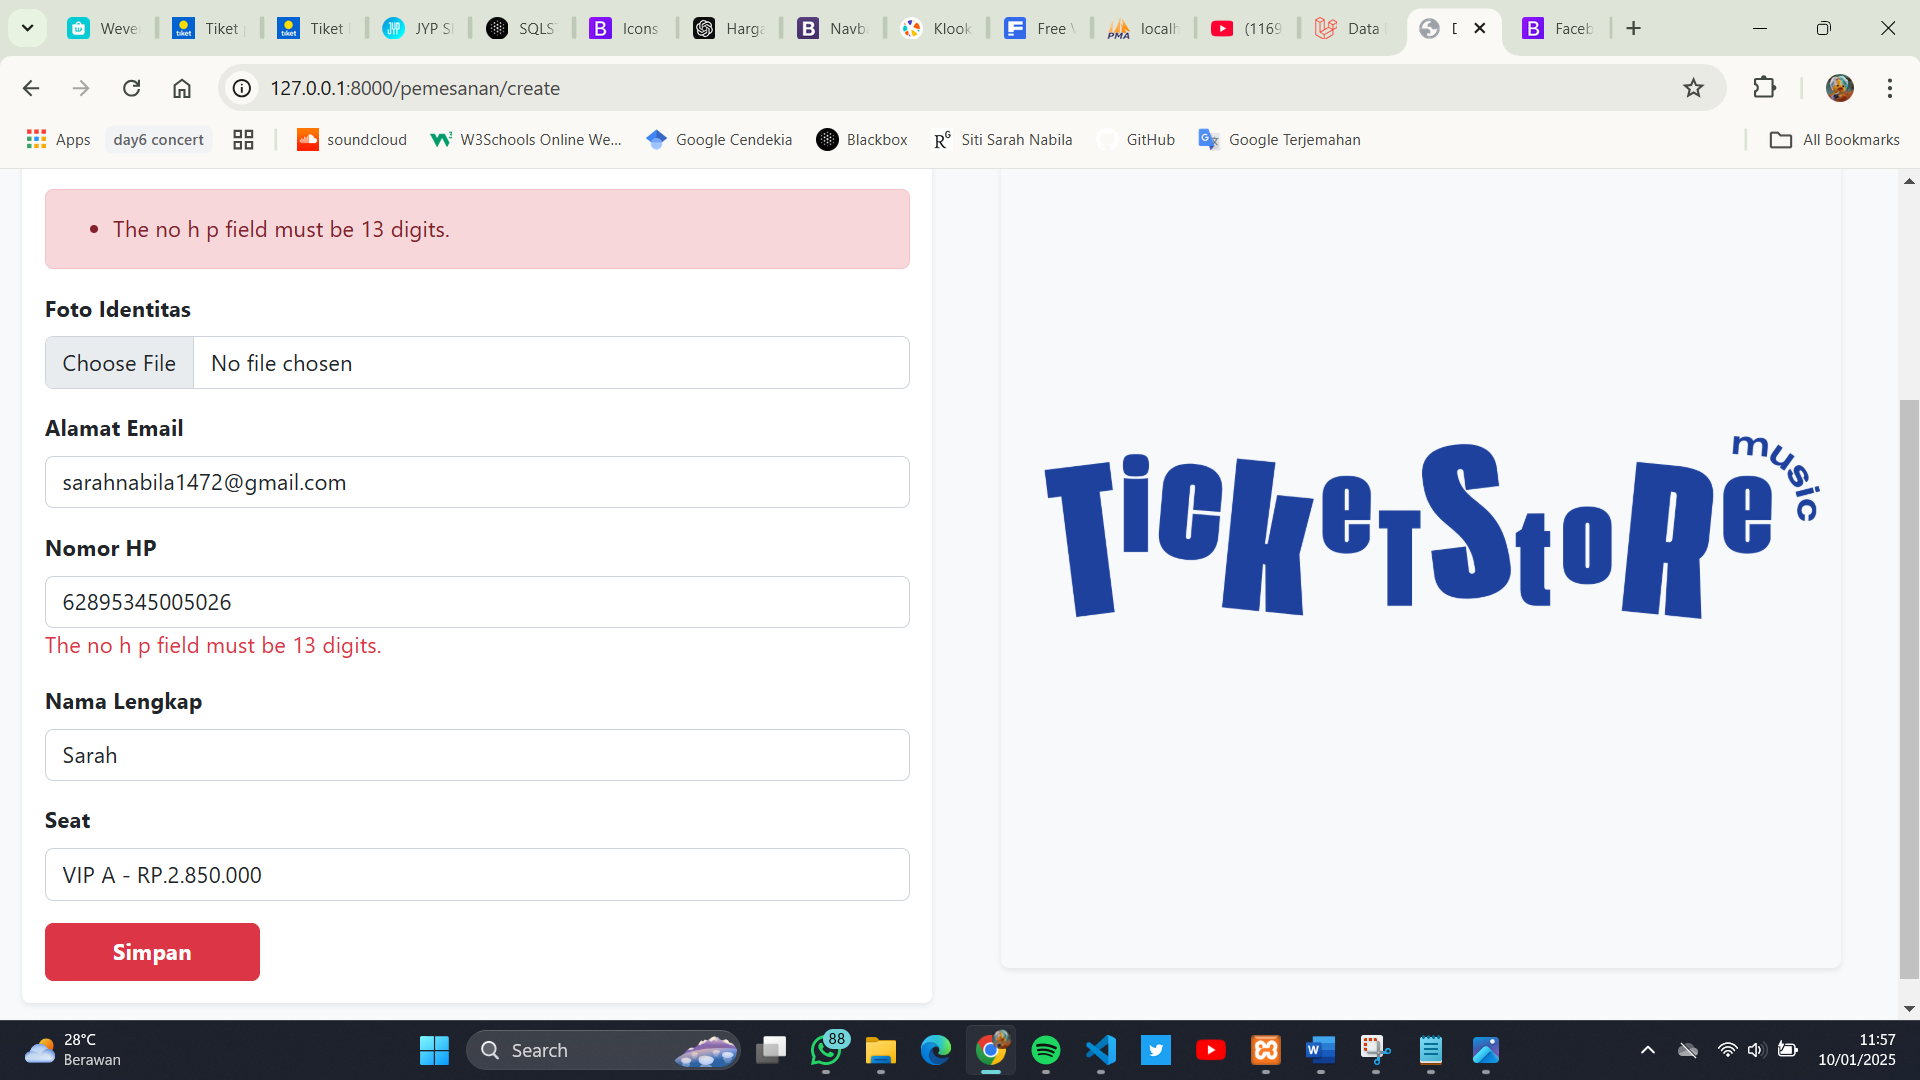 Wever
Tiket
Tiket
JYP S
SQLS
Icons
Harga
Navb
Klook
Free
PMA
localh
(1169
Data
Faceb
127.0.0.1:8000/pemesanan/create
Apps
day6 concert
soundcloud
W3Schools Online We...
Google Cendekia
Blackbox
Siti Sarah Nabila
GitHub
Google Terjemahan
All Bookmarks
The no h p field must be 13 digits.
Foto Identitas
Choose File No file chosen
Alamat Email
sarahnabila1472@gmail.com
Nomor HP
62895345005026
The no h p field must be 13 digits.
Nama Lengkap
Sarah
Seat
VIP A - RP.2.850.000
Simpan
TicKeTStoRe
music
28°C
Berawan
Search
88
11:57
10/01/2025